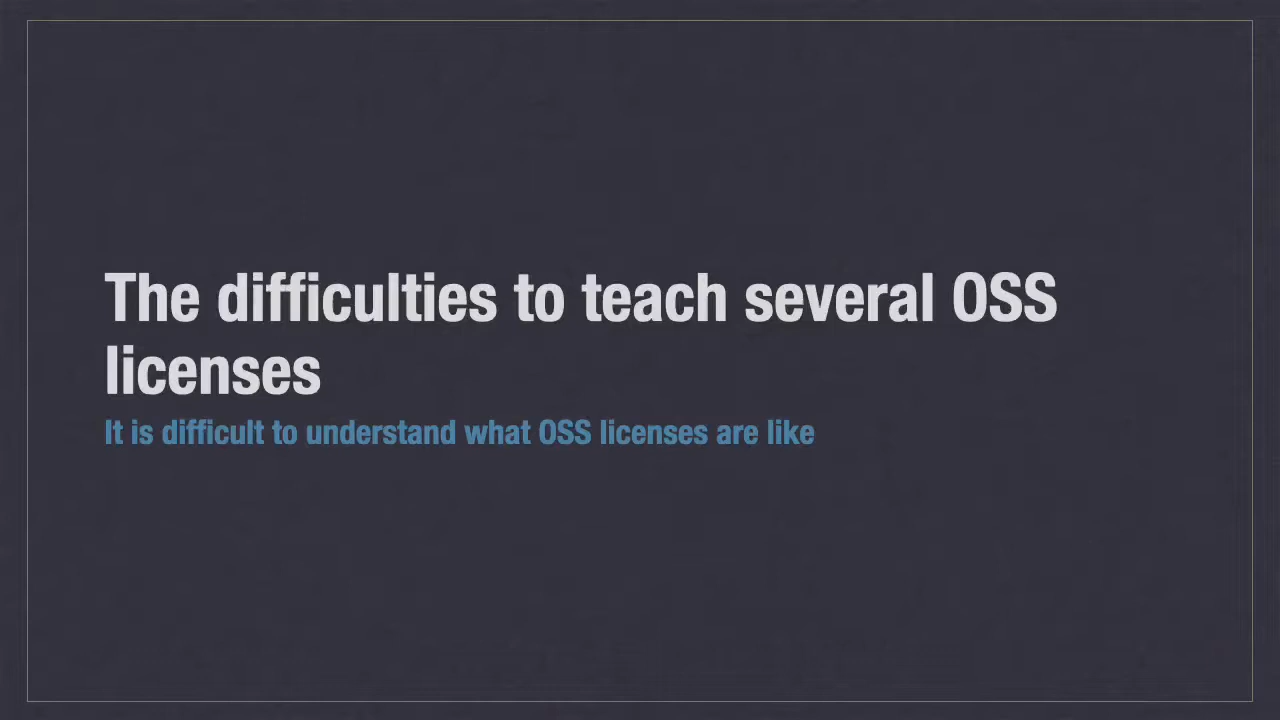 The difficulties to teach several OSS
licenses
It is difficult to understand what OSS licenses are like